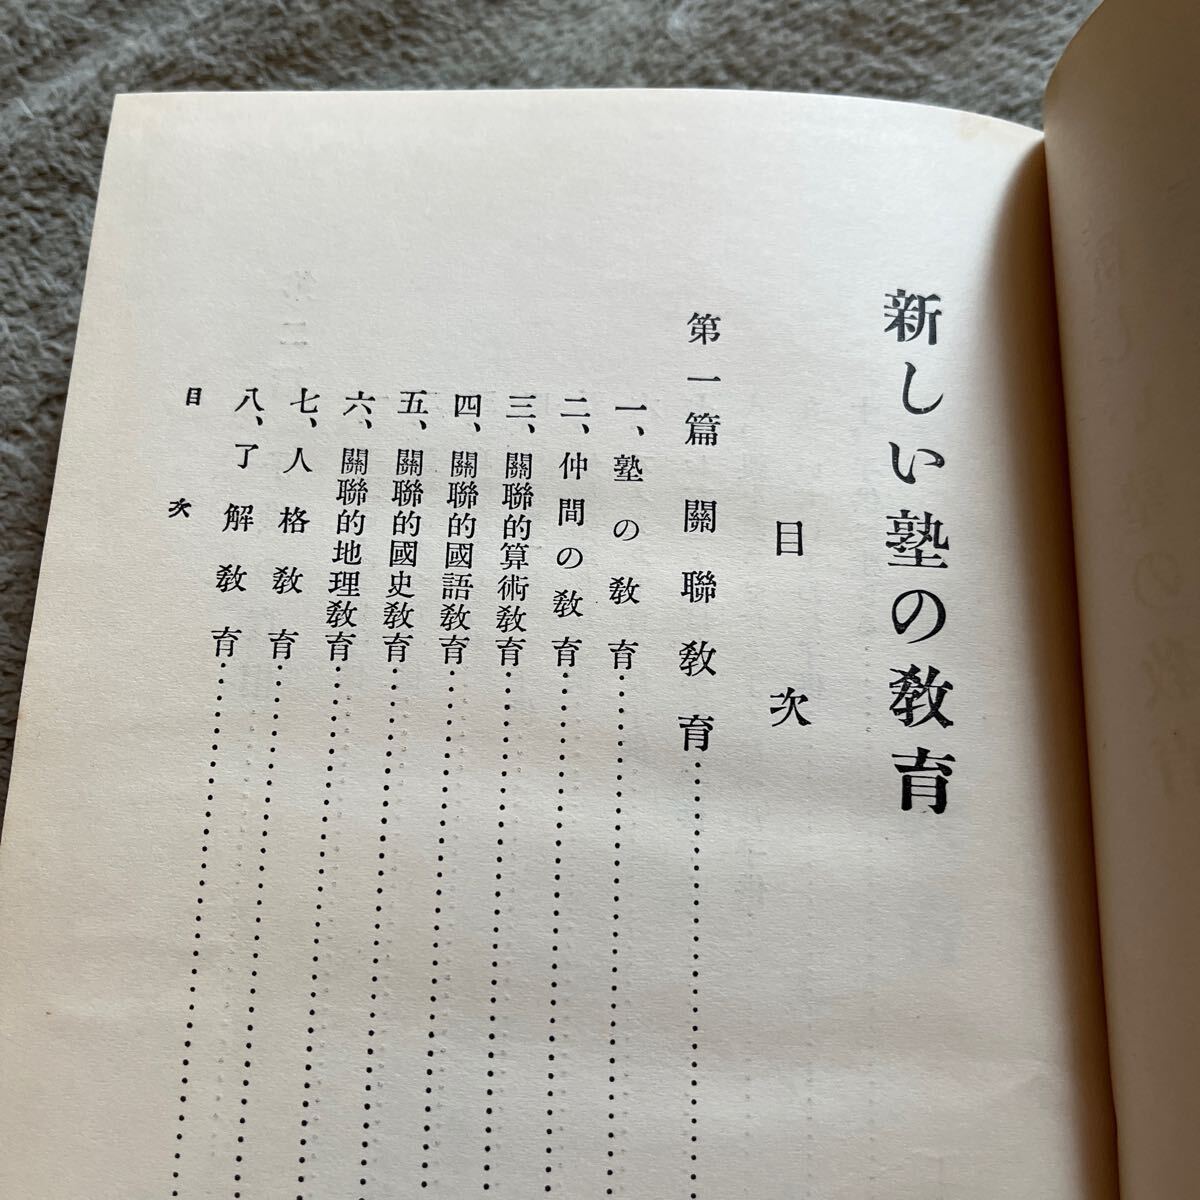 新しい塾の教育
目次
第一篇 關聯教育
一、塾の教育
二、仲間の教育
三、關聯的算術教育
四、關聯的國語教育
五、關聯的國史教育
六、關聯的地理教育
七、人格教育
八、了解教育
目次